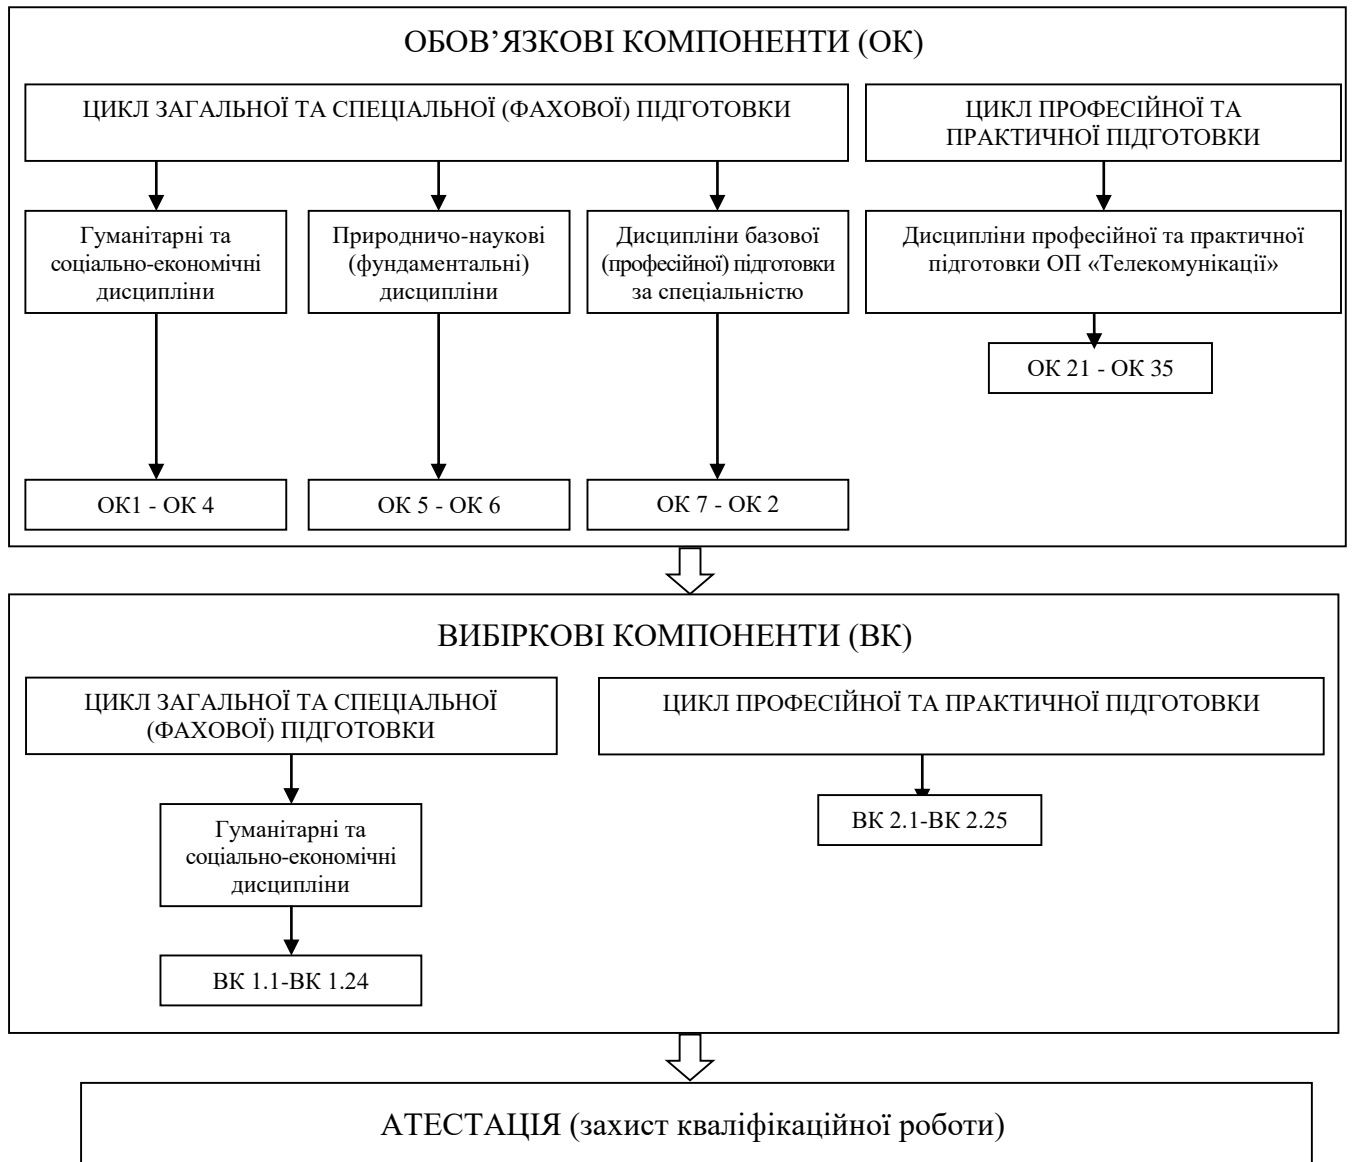 ОБОВ’ЯЗКОВІ КОМПОНЕНТИ (ОК)
ЦИКЛ ЗАГАЛЬНОЇ ТА СПЕЦІАЛЬНОЇ (ФАХОВОЇ) ПІДГОТОВКИ
ЦИКЛ ПРОФЕСІЙНОЇ ТА
ПРАКТИЧНОЇ ПІДГОТОВКИ
Гуманітарні та
соціально-економічні
дисципліни
Природничо-наукові
(фундаментальні)
дисципліни
Дисципліни базової
(професійної) підготовки
за спеціальністю
Дисципліни професійної та практичної
підготовки ОП «Телекомунікації»
ОК 21 - ОК 35
ОК1 - ОК 4
ОК 5 - ОК 6
ОК 7 - ОК 2
ВИБІРКОВІ КОМПОНЕНТИ (ВК)
ЦИКЛ ЗАГАЛЬНОЇ ТА СПЕЦІАЛЬНОЇ
(ФАХОВОЇ) ПІДГОТОВКИ
ЦИКЛ ПРОФЕСІЙНОЇ ТА ПРАКТИЧНОЇ ПІДГОТОВКИ
Гуманітарні та
соціально-економічні
дисципліни
ВК 2.1-ВК 2.25
ВК 1.1-ВК 1.24
АТЕСТАЦІЯ (захист кваліфікаційної роботи)